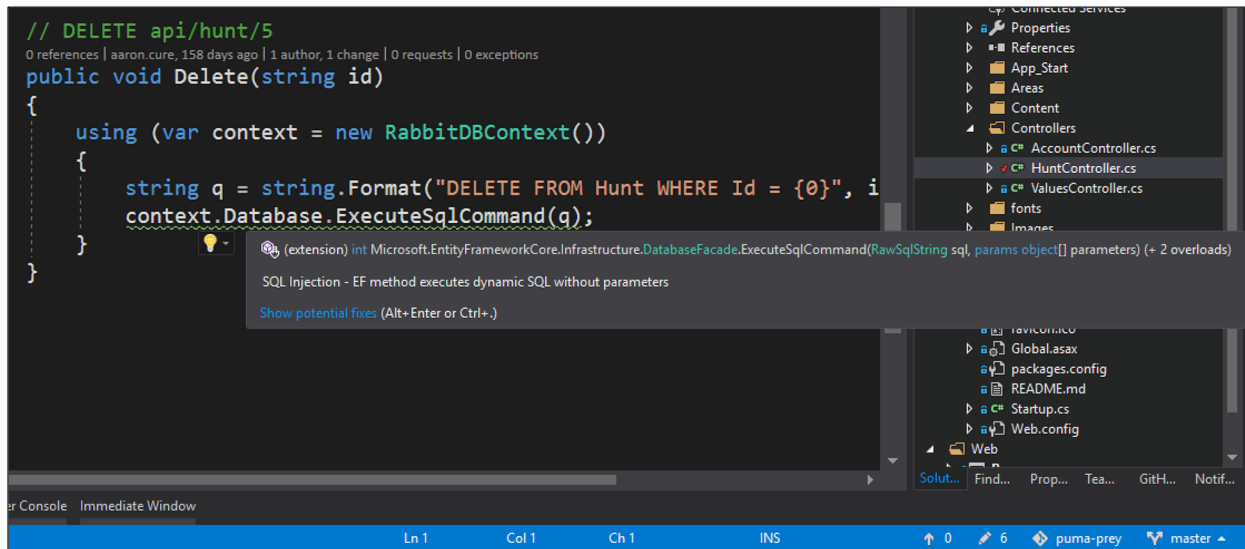 // DELETE api/hunt/5
0 references | aaron.cure, 158 days ago | 1 author, 1 change | 0 requests | 0 exceptions
public void Delete(string id)
{
using (var context = new RabbitDBContext())
{
string q = string.Format("DELETE FROM Hunt WHERE Id = {0}", i
context.Database.ExecuteSqlCommand(q);
}
}
(extension) int Microsoft.EntityFrameworkCore.Infrastructure.DatabaseFacade.ExecuteSqlCommand(RawSqlString sql, params object[] parameters) (+ 2 overloads)
SQL Injection - EF method executes dynamic SQL without parameters
Show potential fixes (Alt+Enter or Ctrl+.)
Connected Services
Properties
References
App_Start
Areas
Content
Controllers
C# AccountController.cs
C# HuntController.cs
C# ValuesController.cs
fonts
Images
favicon.ico
Global.asax
packages.config
README.md
C# Startup.cs
Web.config
Web
Solut... Find... Prop... Tea... GitH... Notif...
er Console Immediate Window
Ln 1 Col 1 Ch 1 INS 0 6 puma-prey master